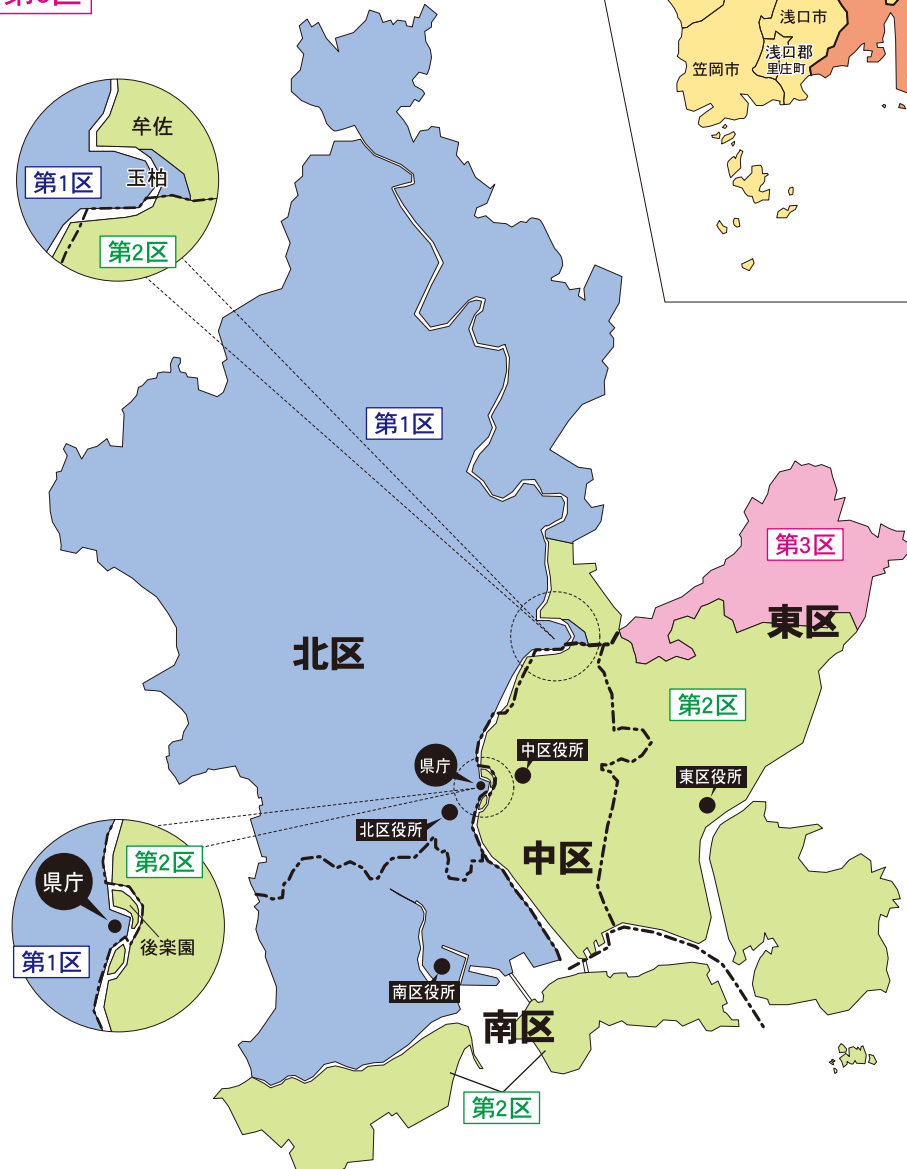 浅口市
浅口郡
里庄町
笠岡市
牟佐
玉柏
第1区
第2区
第1区
第3区
東区
北区
第2区
中区役所
県庁
東区役所
北区役所
中区
第2区
県庁
後楽園
第1区
南区役所
南区
第2区